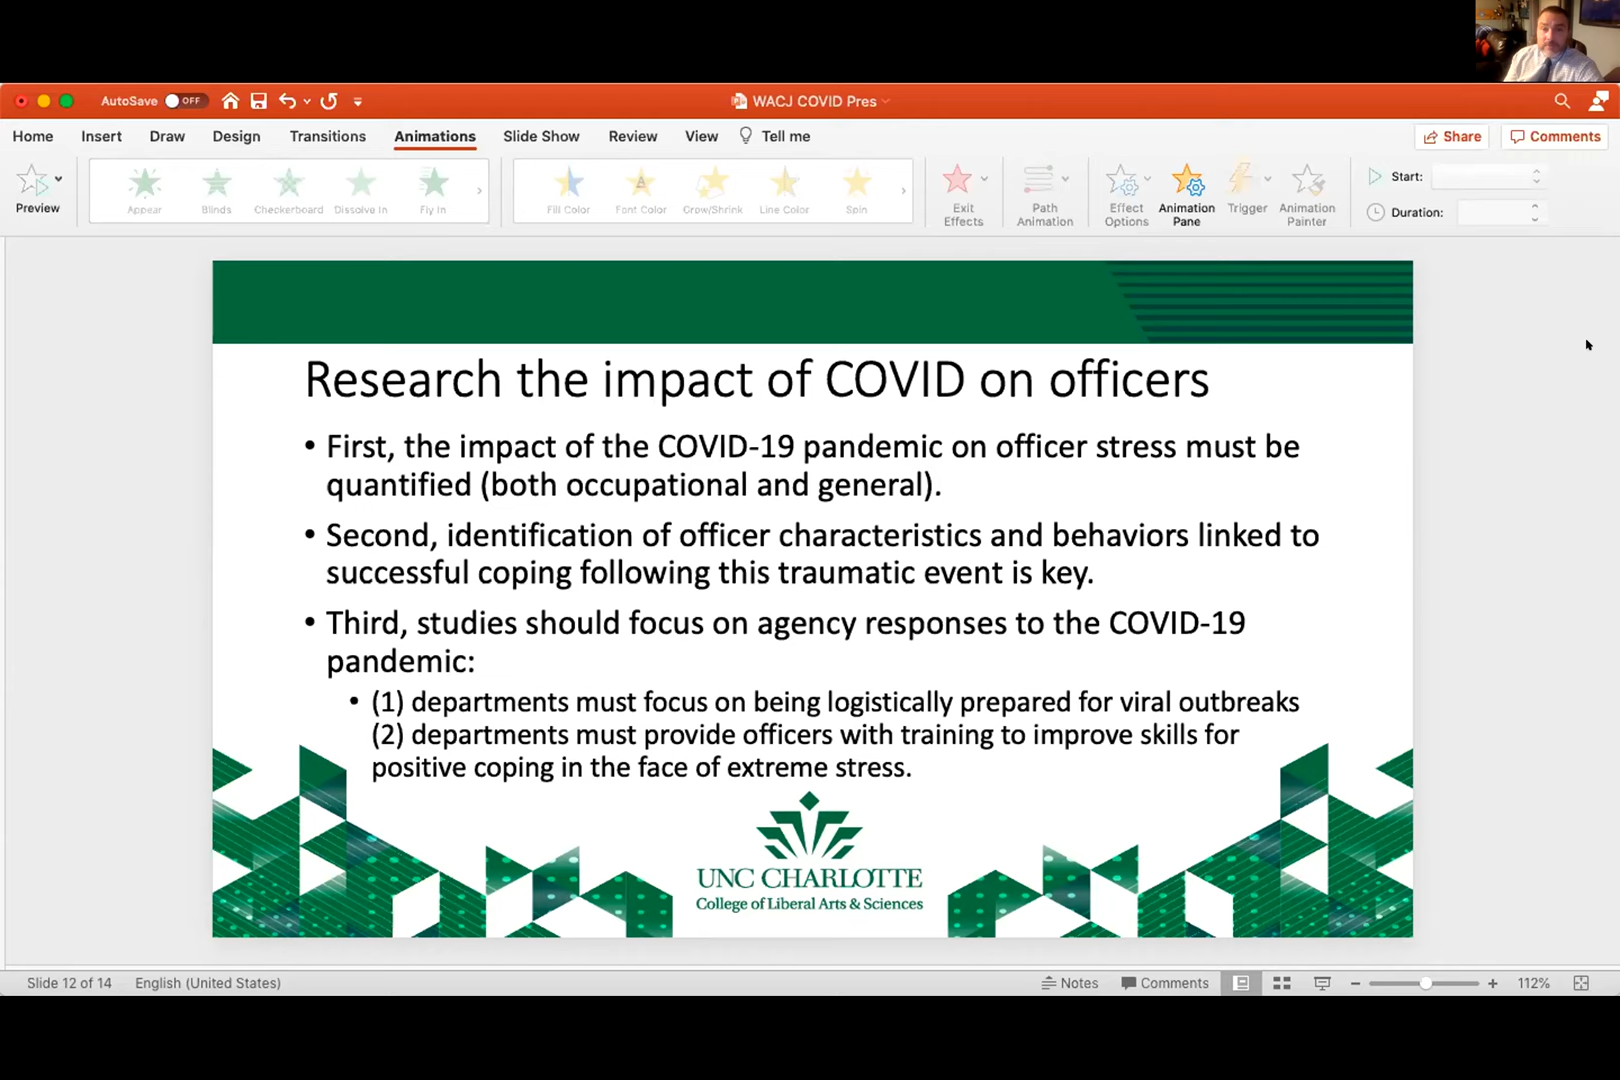 AutoSave OFF
WACJ COVID Pres
Home Insert Draw Design Transitions Animations Slide Show Review View Tell me Share Comments
Preview
Appear Blinds Checkerboard Dissolve In Fly In
Fill Color Font Color Grow/Shrink Line Color Spin
Exit Effects
Path Animation
Effect Options
Animation Pane
Trigger
Animation Painter
Start:
Duration:
Research the impact of COVID on officers
• First, the impact of the COVID-19 pandemic on officer stress must be
quantified (both occupational and general).
• Second, identification of officer characteristics and behaviors linked to
successful coping following this traumatic event is key.
• Third, studies should focus on agency responses to the COVID-19
pandemic:
• (1) departments must focus on being logistically prepared for viral outbreaks
(2) departments must provide officers with training to improve skills for
positive coping in the face of extreme stress.
UNC CHARLOTTE
College of Liberal Arts & Sciences
Slide 12 of 14 English (United States) Notes Comments 112%